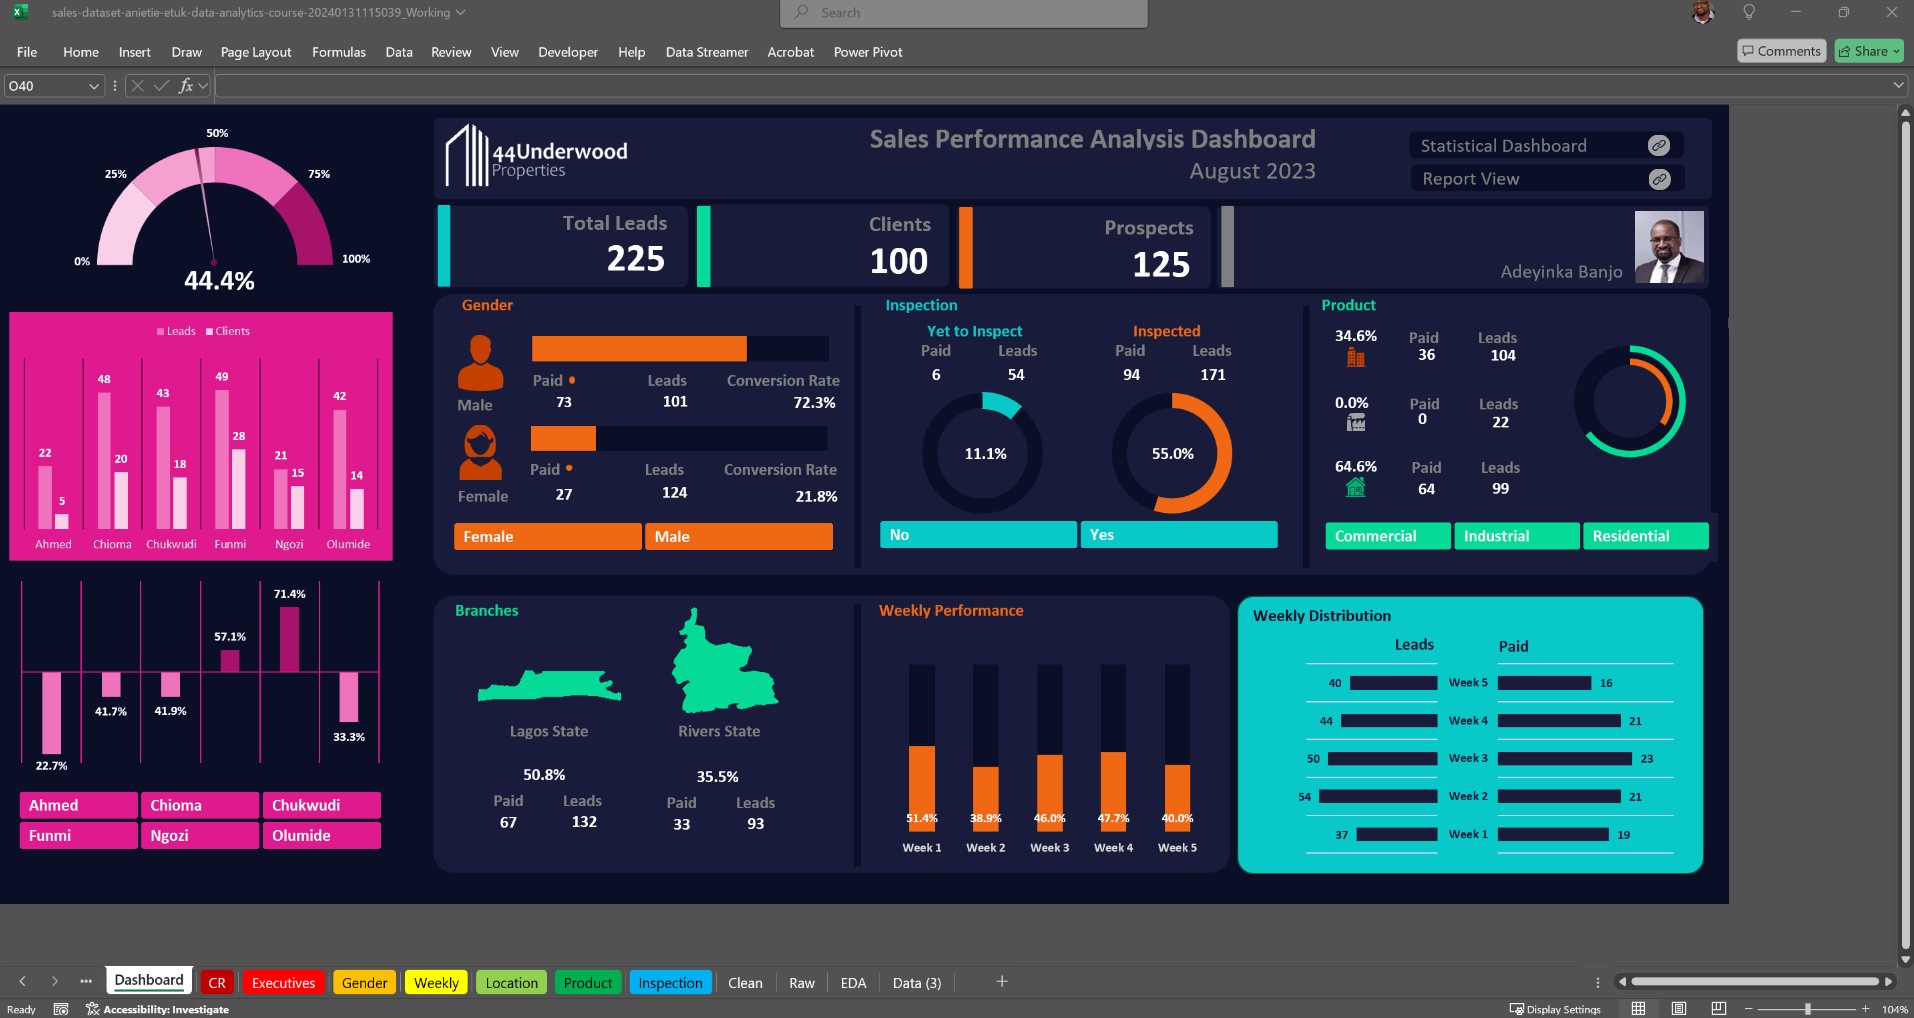 sales-dataset-anietie-etuk-data-analytics-course-20240131115039_Working
Search
File Home Insert Draw Page Layout Formulas Data Review View Developer Help Data Streamer Acrobat Power Pivot
Comments Share
O40
fx
50%
25% 75%
0% 100%
44.4%
44Underwood
Properties
Sales Performance Analysis Dashboard
August 2023
Statistical Dashboard
Report View
Total Leads
225
Clients
100
Prospects
125
Adeyinka Banjo
Leads Clients
22 5 48 20 43 18 49 28 21 15 42 14
Ahmed Chioma Chukwudi Funmi Ngozi Olumide
22.7% 41.7% 41.9% 57.1% 71.4% 33.3%
Ahmed Chioma Chukwudi
Funmi Ngozi Olumide
Gender
Male
Paid Leads Conversion Rate
73 101 72.3%
Female
Paid Leads Conversion Rate
27 124 21.8%
Female Male
Inspection
Yet to Inspect Inspected
Paid Leads Paid Leads
6 54 94 171
11.1% 55.0%
No Yes
Product
34.6% Paid Leads
36 104
0.0% Paid Leads
0 22
64.6% Paid Leads
64 99
Commercial Industrial Residential
Branches
Lagos State Rivers State
50.8% 35.5%
Paid Leads Paid Leads
67 132 33 93
Weekly Performance
51.4% 38.9% 46.0% 47.7% 40.0%
Week 1 Week 2 Week 3 Week 4 Week 5
Weekly Distribution
Leads Paid
40 Week 5 16
44 Week 4 21
50 Week 3 23
54 Week 2 21
37 Week 1 19
Dashboard CR Executives Gender Weekly Location Product Inspection Clean Raw EDA Data (3)
Ready Accessibility: Investigate Display Settings 104%